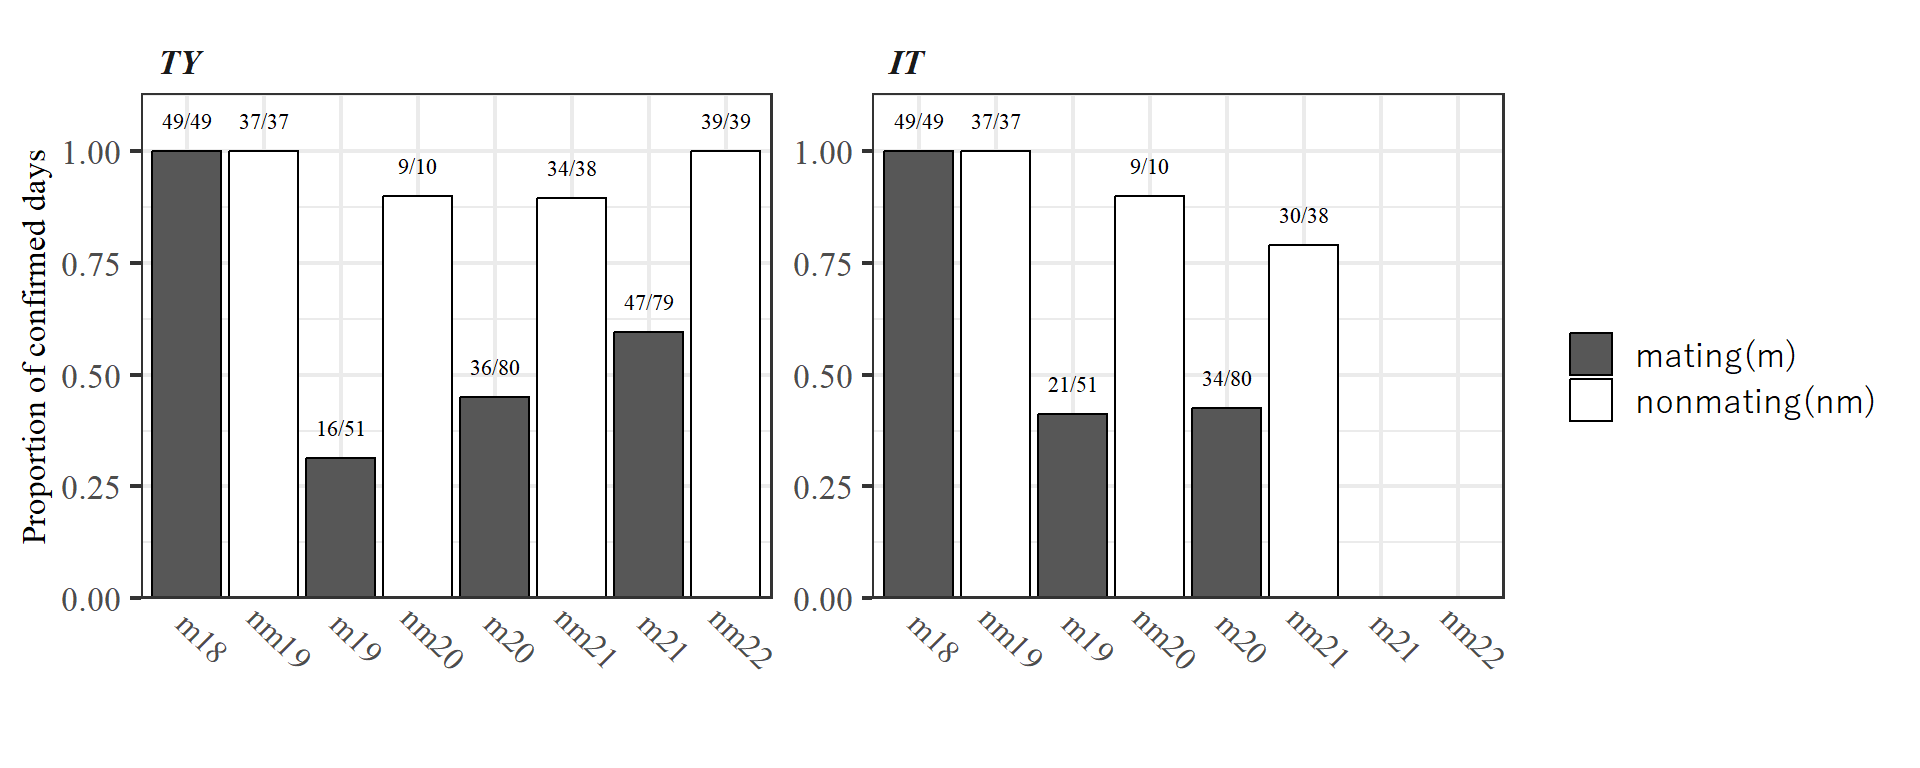 TY
49/49 37/37 39/39
9/10 34/38
47/79
36/80
16/51
Proportion of confirmed days
1.00
0.75
0.50
0.25
0.00
m18 nm19 m19 nm20 m20 nm21 m21 nm22
IT
49/49 37/37
9/10
30/38
21/51 34/80
1.00
0.75
0.50
0.25
0.00
m18 nm19 m19 nm20 m20 nm21 m21 nm22
mating(m)
nonmating(nm)